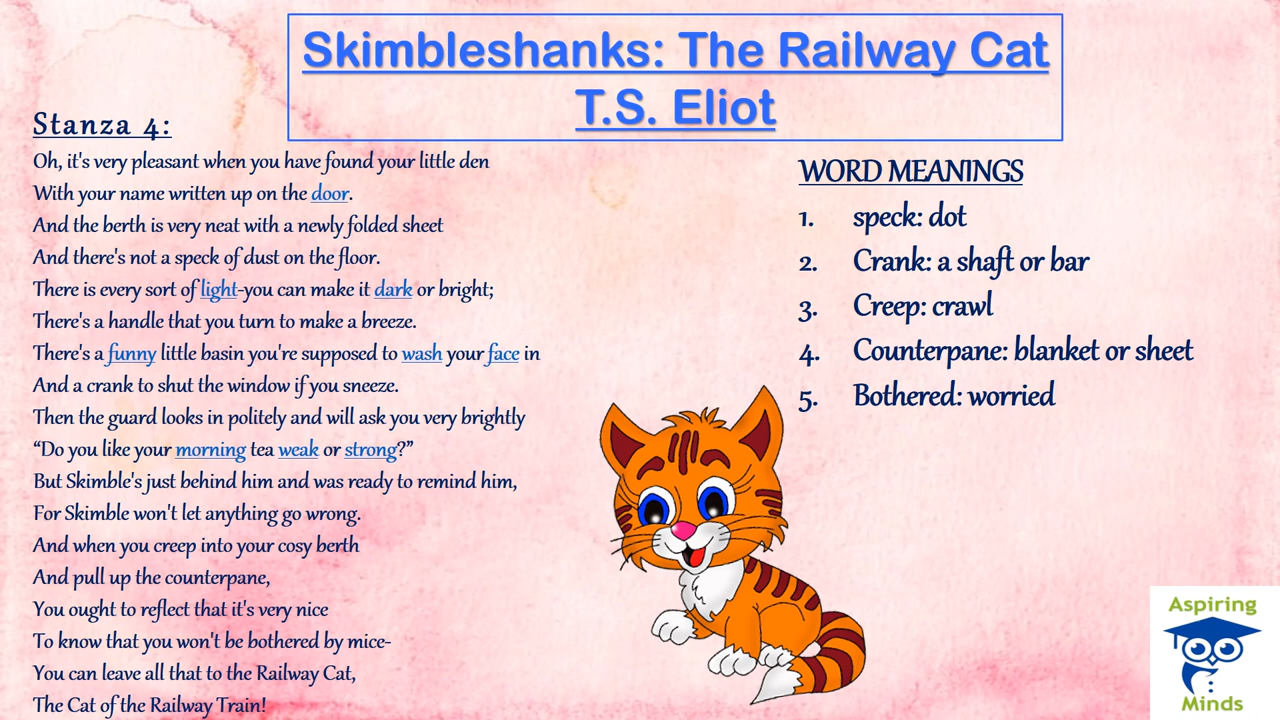 Skimbleshanks: The Railway Cat
T.S. Eliot
Stanza 4:
Oh, it's very pleasant when you have found your little den
With your name written up on the door.
And the berth is very neat with a newly folded sheet
And there's not a speck of dust on the floor.
There is every sort of light-you can make it dark or bright;
There's a handle that you turn to make a breeze.
There's a funny little basin you're supposed to wash your face in
And a crank to shut the window if you sneeze.
Then the guard looks in politely and will ask you very brightly
“Do you like your morning tea weak or strong?”
But Skimble's just behind him and was ready to remind him,
For Skimble won't let anything go wrong.
And when you creep into your cosy berth
And pull up the counterpane,
You ought to reflect that it's very nice
To know that you won't be bothered by mice-
You can leave all that to the Railway Cat,
The Cat of the Railway Train!
WORD MEANINGS
1. speck: dot
2. Crank: a shaft or bar
3. Creep: crawl
4. Counterpane: blanket or sheet
5. Bothered: worried
Aspiring
Minds